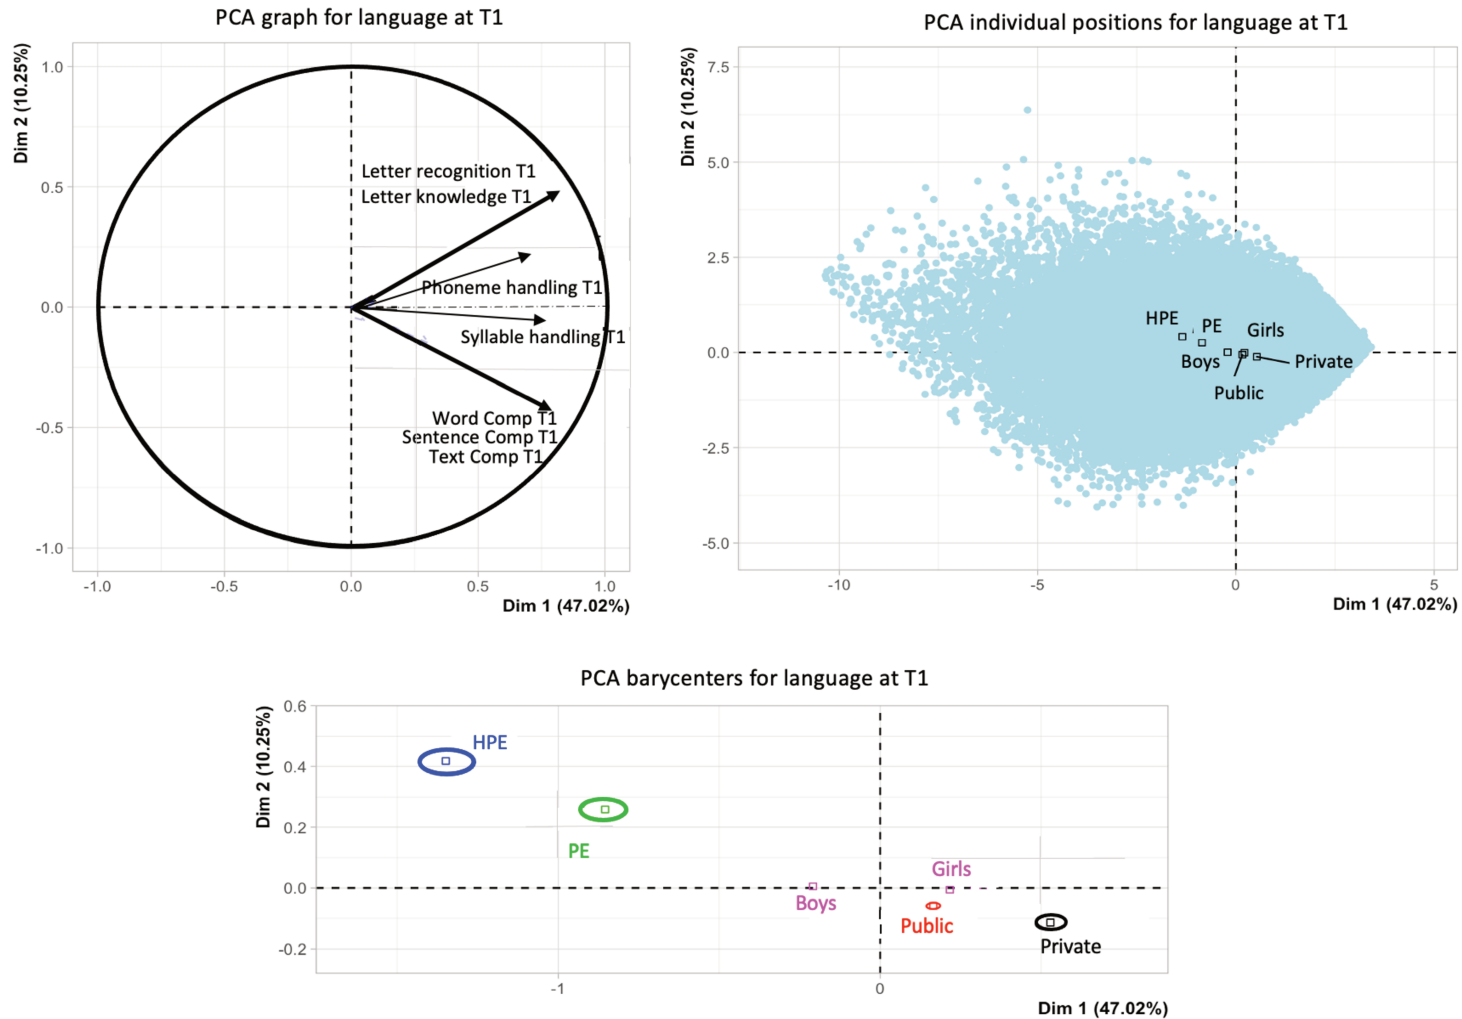 PCA graph for language at T1
Dim 2 (10.25%)
1.0
0.5
0.0
-0.5
-1.0
Letter recognition T1
Letter knowledge T1
Phoneme handling T1
Syllable handling T1
Word Comp T1
Sentence Comp T1
Text Comp T1
-1.0 -0.5 0.0 0.5 1.0
Dim 1 (47.02%)
PCA individual positions for language at T1
Dim 2 (10.25%)
7.5
5.0
2.5
0.0
-2.5
-5.0
HPE PE Girls
Boys Private
Public
-10 -5 0 5
Dim 1 (47.02%)
PCA barycenters for language at T1
Dim 2 (10.25%)
0.6
0.4
0.2
0.0
-0.2
HPE
PE
Girls
Boys
Public
Private
-1 0
Dim 1 (47.02%)